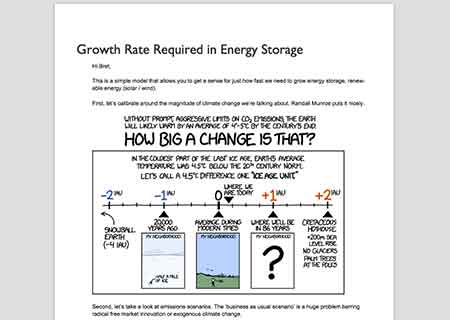 Growth Rate Required in Energy Storage
Hi Bret,
This is a simple model that allows you to get a sense for just how fast we need to grow energy storage, renew-
able energy (solar / wind).
First, let's calibrate around the magnitude of climate change we're talking about, Randall Munroe puts it nicely.
WITHOUT PROMPT, AGGRESSIVE LIMITS ON CO2 EMISSIONS, THE EARTH
WILL LIKELY WARM BY AN AVERAGE OF 4°-5°C BY THE CENTURY'S END.
HOW BIG A CHANGE IS THAT?
IN THE COLDEST PART OF THE LAST ICE AGE, EARTH'S AVERAGE
TEMPERATURE WAS 4.5°C BELOW THE 20TH CENTURY NORM.
LET'S CALL A 4.5°C DIFFERENCE ONE "ICE AGE UNIT."
-2 IAU
-1 IAU
0
WHERE WE
ARE TODAY
+1 IAU
+2 IAU
SNOWBALL
EARTH
(-4 IAU)
20,000
YEARS AGO
AVERAGE DURING
MODERN TIMES
WHERE WE'LL BE
IN 86 YEARS
CRETACEOUS
HOTHOUSE
+200m SEA
LEVEL RISE
NO GLACIERS
PALM TREES
AT THE POLES
MY NEIGHBORHOOD:
HALF A MILE
OF ICE
MY NEIGHBORHOOD:
MY NEIGHBORHOOD:
?
Second, let's take a look at emissions scenarios. The 'business as usual scenario' is a huge problem barring
radical free market innovation or exogenous climate change.